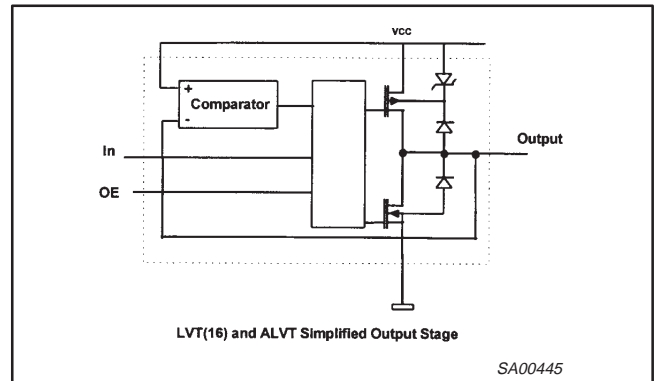 vcc
+
Comparator
-
Output
In
OE
LVT(16) and ALVT Simplified Output Stage
SA00445